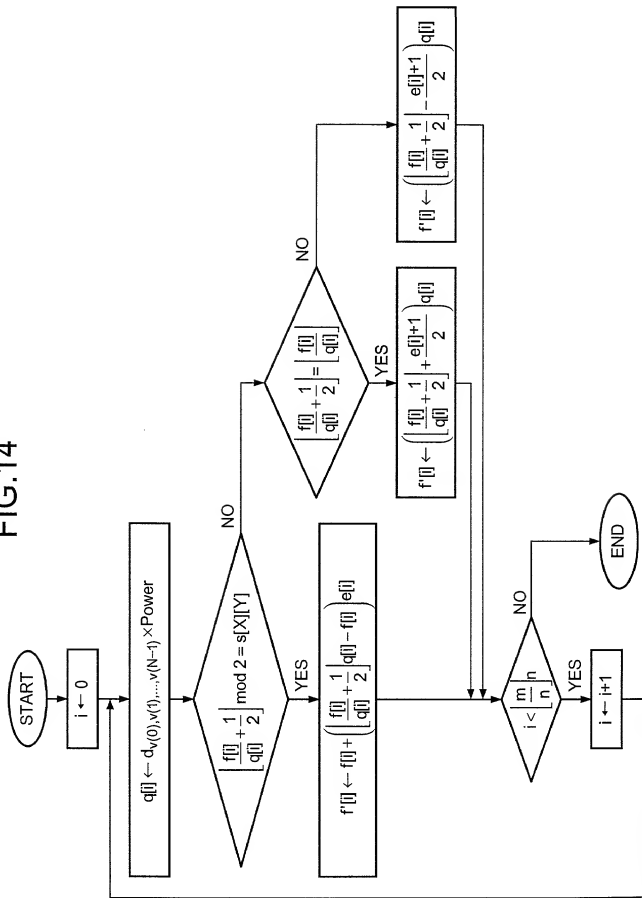 FIG.14
START
i ← 0
q[i] ← d_{v(0),v(1),...,v(N−1)} × Power
⌊f[i]/q[i] + 1/2⌋ mod 2 = s[X][Y]
NO
YES
f'[i] ← f[i] + (⌊f[i]/q[i] + 1/2⌋ q[i] − f[i]) e[i]
⌊f[i]/q[i] + 1/2⌋ = ⌊f[i]/q[i]⌋
NO
YES
f'[i] ← (⌊f[i]/q[i] + 1/2⌋ + (e[i]+1)/2) q[i]
f'[i] ← (⌊f[i]/q[i] + 1/2⌋ − (e[i]+1)/2) q[i]
i < ⌊m/n⌋ n
NO
YES
i ← i+1
END